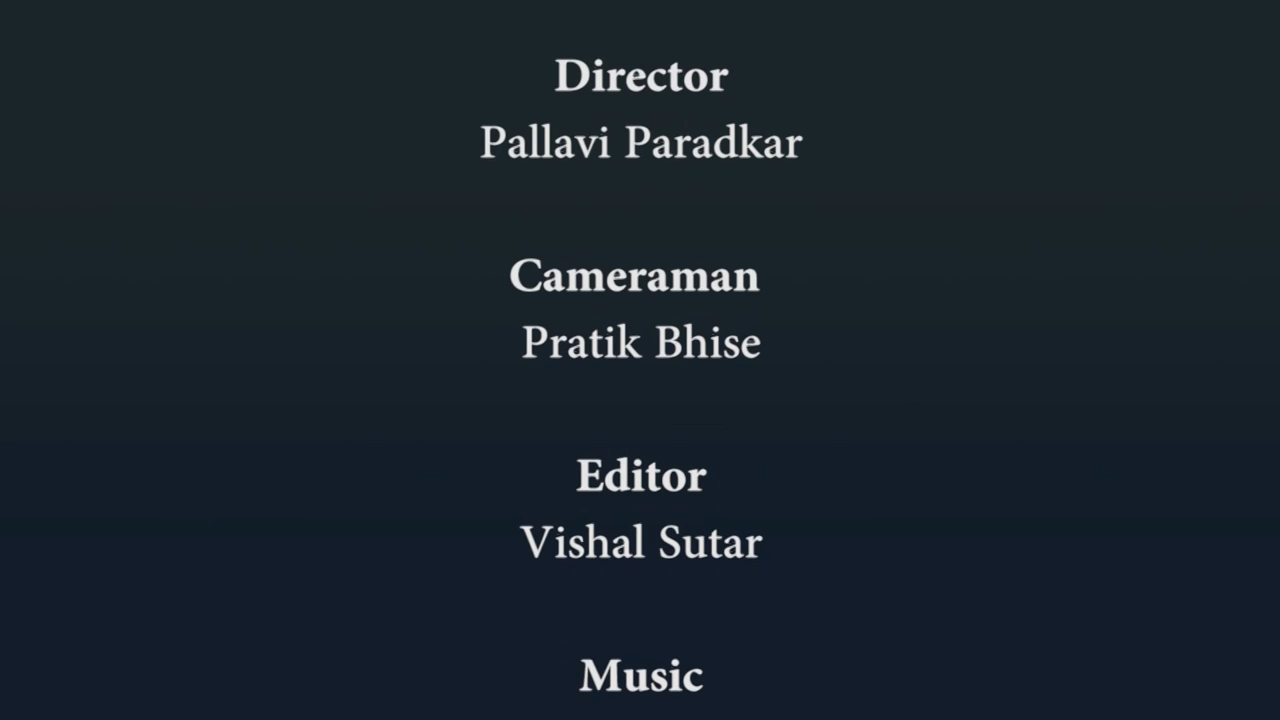 Director
Pallavi Paradkar
Cameraman
Pratik Bhise
Editor
Vishal Sutar
Music